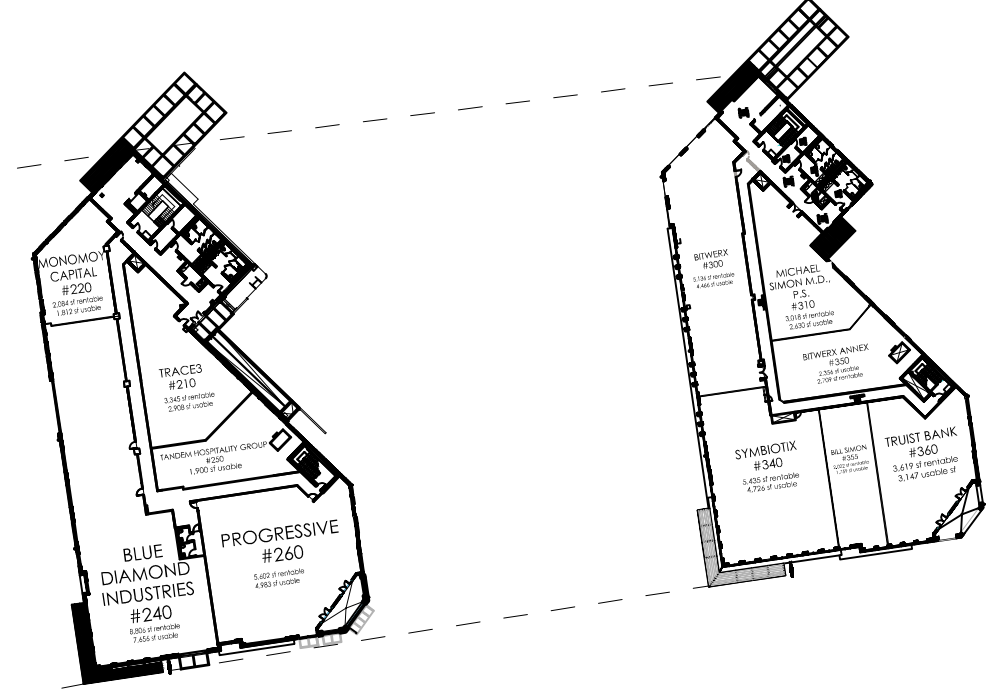 MONOMOY
CAPITAL
#220
2,084 sf rentable
1,812 sf usable
TRACE3
#210
3,345 sf rentable
2,908 sf usable
TANDEM HOSPITALITY GROUP
#250
1,900 sf usable
PROGRESSIVE
#260
5,602 sf rentable
4,983 sf usable
BLUE
DIAMOND
INDUSTRIES
#240
8,805 sf rentable
7,656 sf usable
BITWERX
#300
5,136 sf rentable
4,466 sf usable
MICHAEL
SIMON M.D.,
P.S.
#310
3,018 sf rentable
2,630 sf usable
BITWERX ANNEX
#350
2,356 sf usable
2,709 sf rentable
SYMBIOTIX
#340
5,435 sf rentable
4,726 sf usable
BILL SIMON
#355
sf rentable
sf usable
TRUIST BANK
#360
3,619 sf rentable
3,147 usable sf